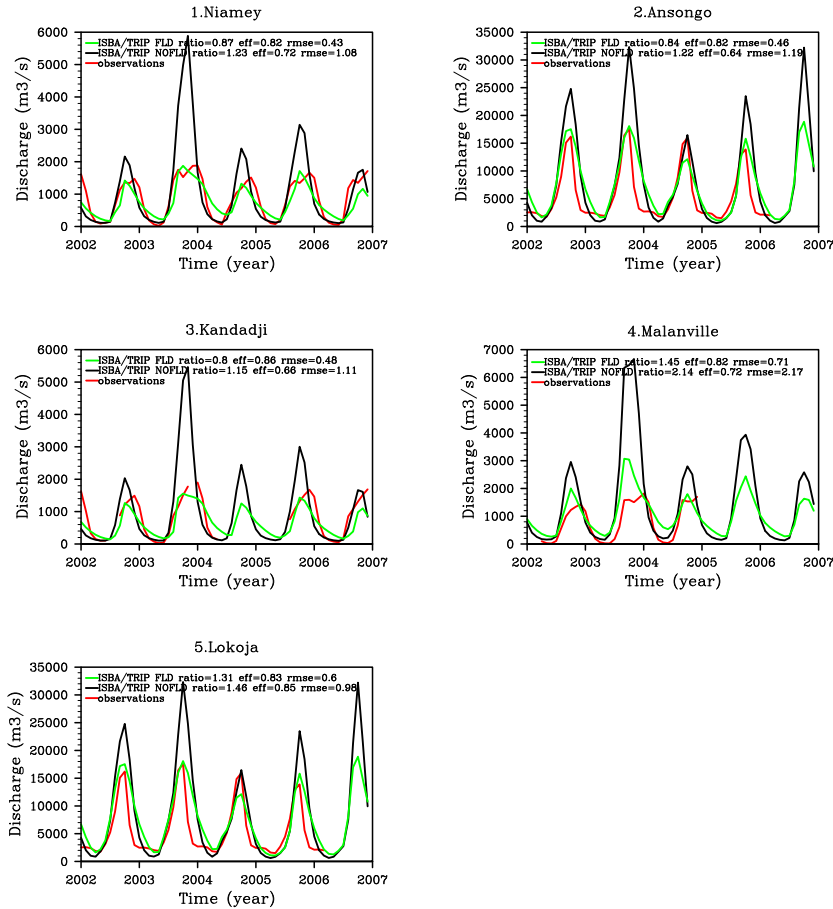 1.Niamey
ISBA/TRIP FLD ratio=0.87 eff=0.82 rmse=0.43
ISBA/TRIP NOFLD ratio=1.23 eff=0.72 rmse=1.08
observations
Discharge (m3/s)
6000
5000
4000
3000
2000
1000
0
2002 2003 2004 2005 2006 2007
Time (year)
2.Ansongo
ISBA/TRIP FLD ratio=0.84 eff=0.82 rmse=0.46
ISBA/TRIP NOFLD ratio=1.22 eff=0.64 rmse=1.19
observations
Discharge (m3/s)
35000
30000
25000
20000
15000
10000
5000
0
2002 2003 2004 2005 2006 2007
Time (year)
3.Kandadji
ISBA/TRIP FLD ratio=0.8 eff=0.86 rmse=0.48
ISBA/TRIP NOFLD ratio=1.15 eff=0.66 rmse=1.11
observations
Discharge (m3/s)
6000
5000
4000
3000
2000
1000
0
2002 2003 2004 2005 2006 2007
Time (year)
4.Malanville
ISBA/TRIP FLD ratio=1.45 eff=0.82 rmse=0.71
ISBA/TRIP NOFLD ratio=2.14 eff=0.72 rmse=2.17
observations
Discharge (m3/s)
7000
6000
5000
4000
3000
2000
1000
0
2002 2003 2004 2005 2006 2007
Time (year)
5.Lokoja
ISBA/TRIP FLD ratio=1.31 eff=0.83 rmse=0.6
ISBA/TRIP NOFLD ratio=1.46 eff=0.85 rmse=0.98
observations
Discharge (m3/s)
35000
30000
25000
20000
15000
10000
5000
0
2002 2003 2004 2005 2006 2007
Time (year)